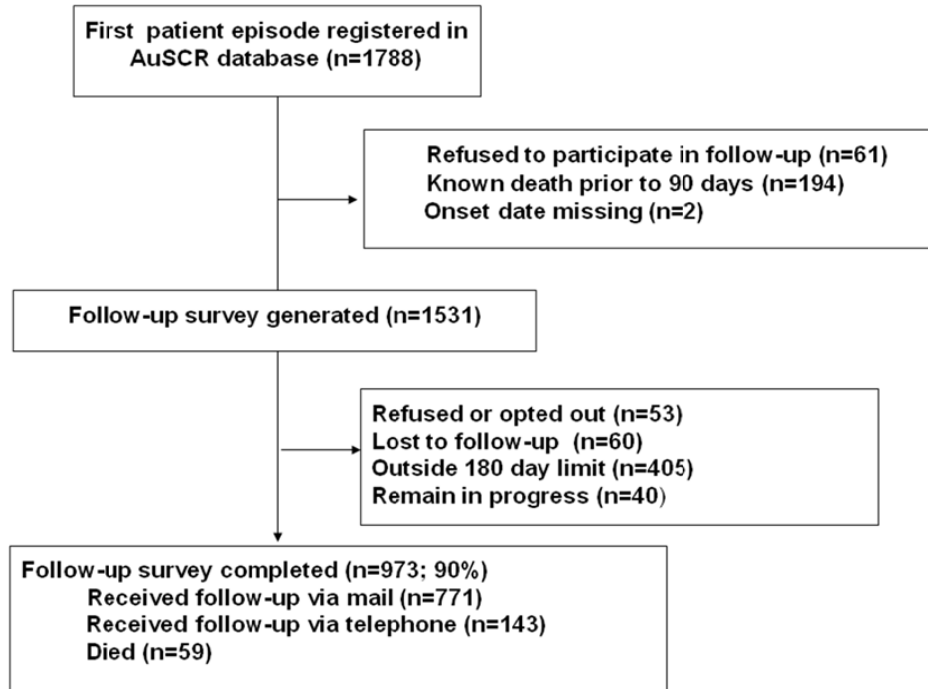 First patient episode registered in
AuSCR database (n=1788)
Refused to participate in follow-up (n=61)
Known death prior to 90 days (n=194)
Onset date missing (n=2)
Follow-up survey generated (n=1531)
Refused or opted out (n=53)
Lost to follow-up (n=60)
Outside 180 day limit (n=405)
Remain in progress (n=40)
Follow-up survey completed (n=973; 90%)
Received follow-up via mail (n=771)
Received follow-up via telephone (n=143)
Died (n=59)